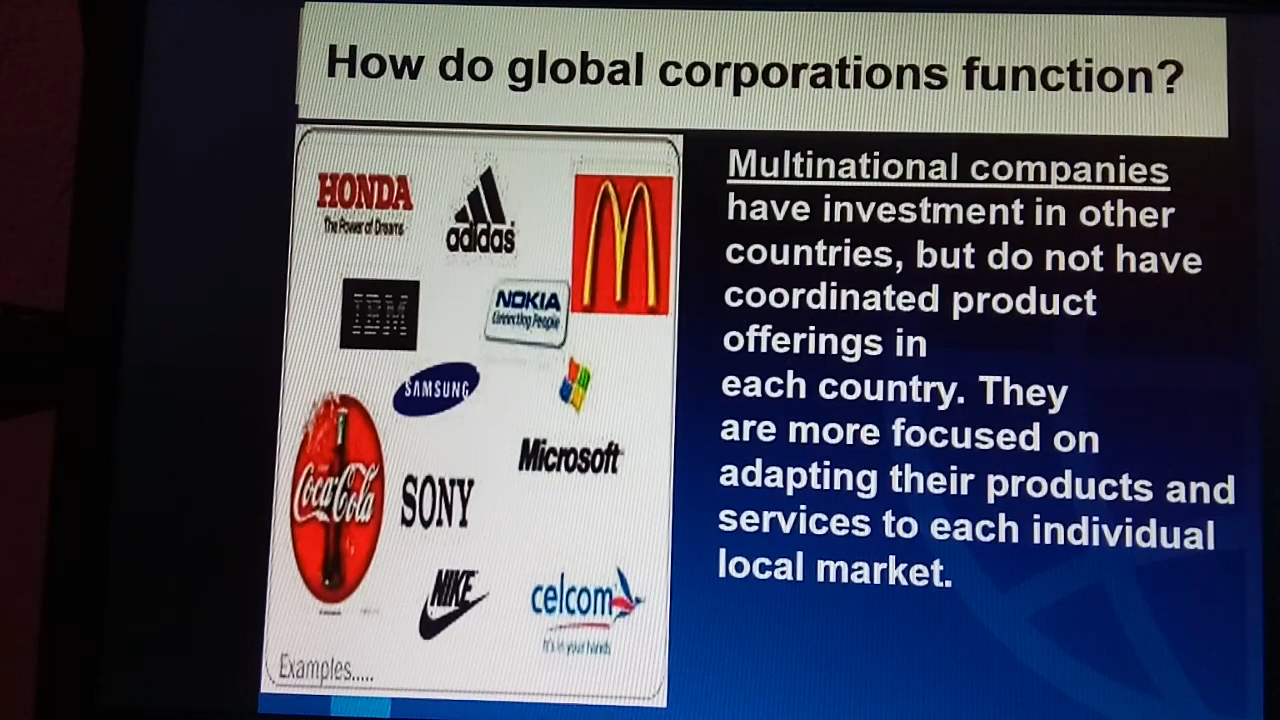 How do global corporations function?
HONDA
The Power of Dreams
adidas
IBM
NOKIA
Connecting People
SAMSUNG
Microsoft
Coca-Cola
SONY
NIKE
celcom
It's in your hands
Examples.....
Multinational companies
have investment in other
countries, but do not have
coordinated product
offerings in
each country. They
are more focused on
adapting their products and
services to each individual
local market.